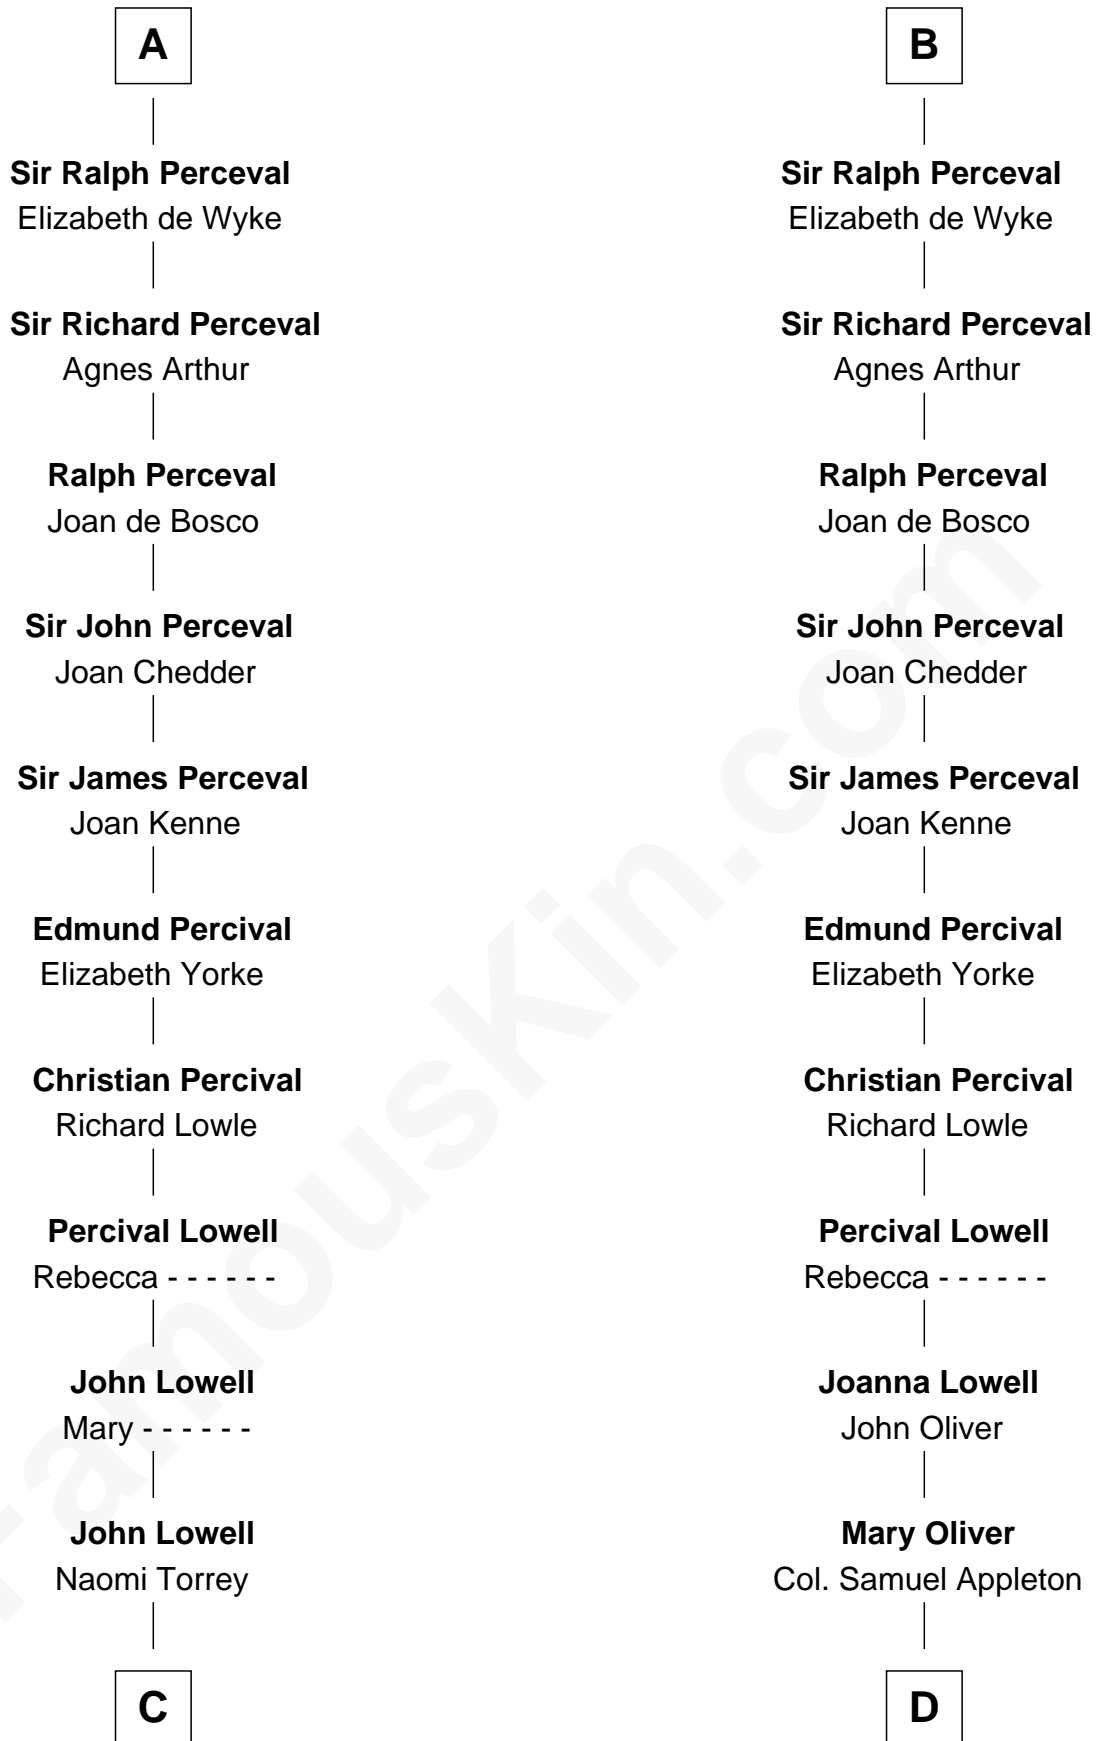 A
Sir Ralph Perceval
Elizabeth de Wyke
Sir Richard Perceval
Agnes Arthur
Ralph Perceval
Joan de Bosco
Sir John Perceval
Joan Chedder
Sir James Perceval
Joan Kenne
Edmund Percival
Elizabeth Yorke
Christian Percival
Richard Lowle
Percival Lowell
Rebecca - - - - - -
John Lowell
Mary - - - - - -
John Lowell
Naomi Torrey
C
B
Sir Ralph Perceval
Elizabeth de Wyke
Sir Richard Perceval
Agnes Arthur
Ralph Perceval
Joan de Bosco
Sir John Perceval
Joan Chedder
Sir James Perceval
Joan Kenne
Edmund Percival
Elizabeth Yorke
Christian Percival
Richard Lowle
Percival Lowell
Rebecca - - - - - -
Joanna Lowell
John Oliver
Mary Oliver
Col. Samuel Appleton
D
FamousKin.com